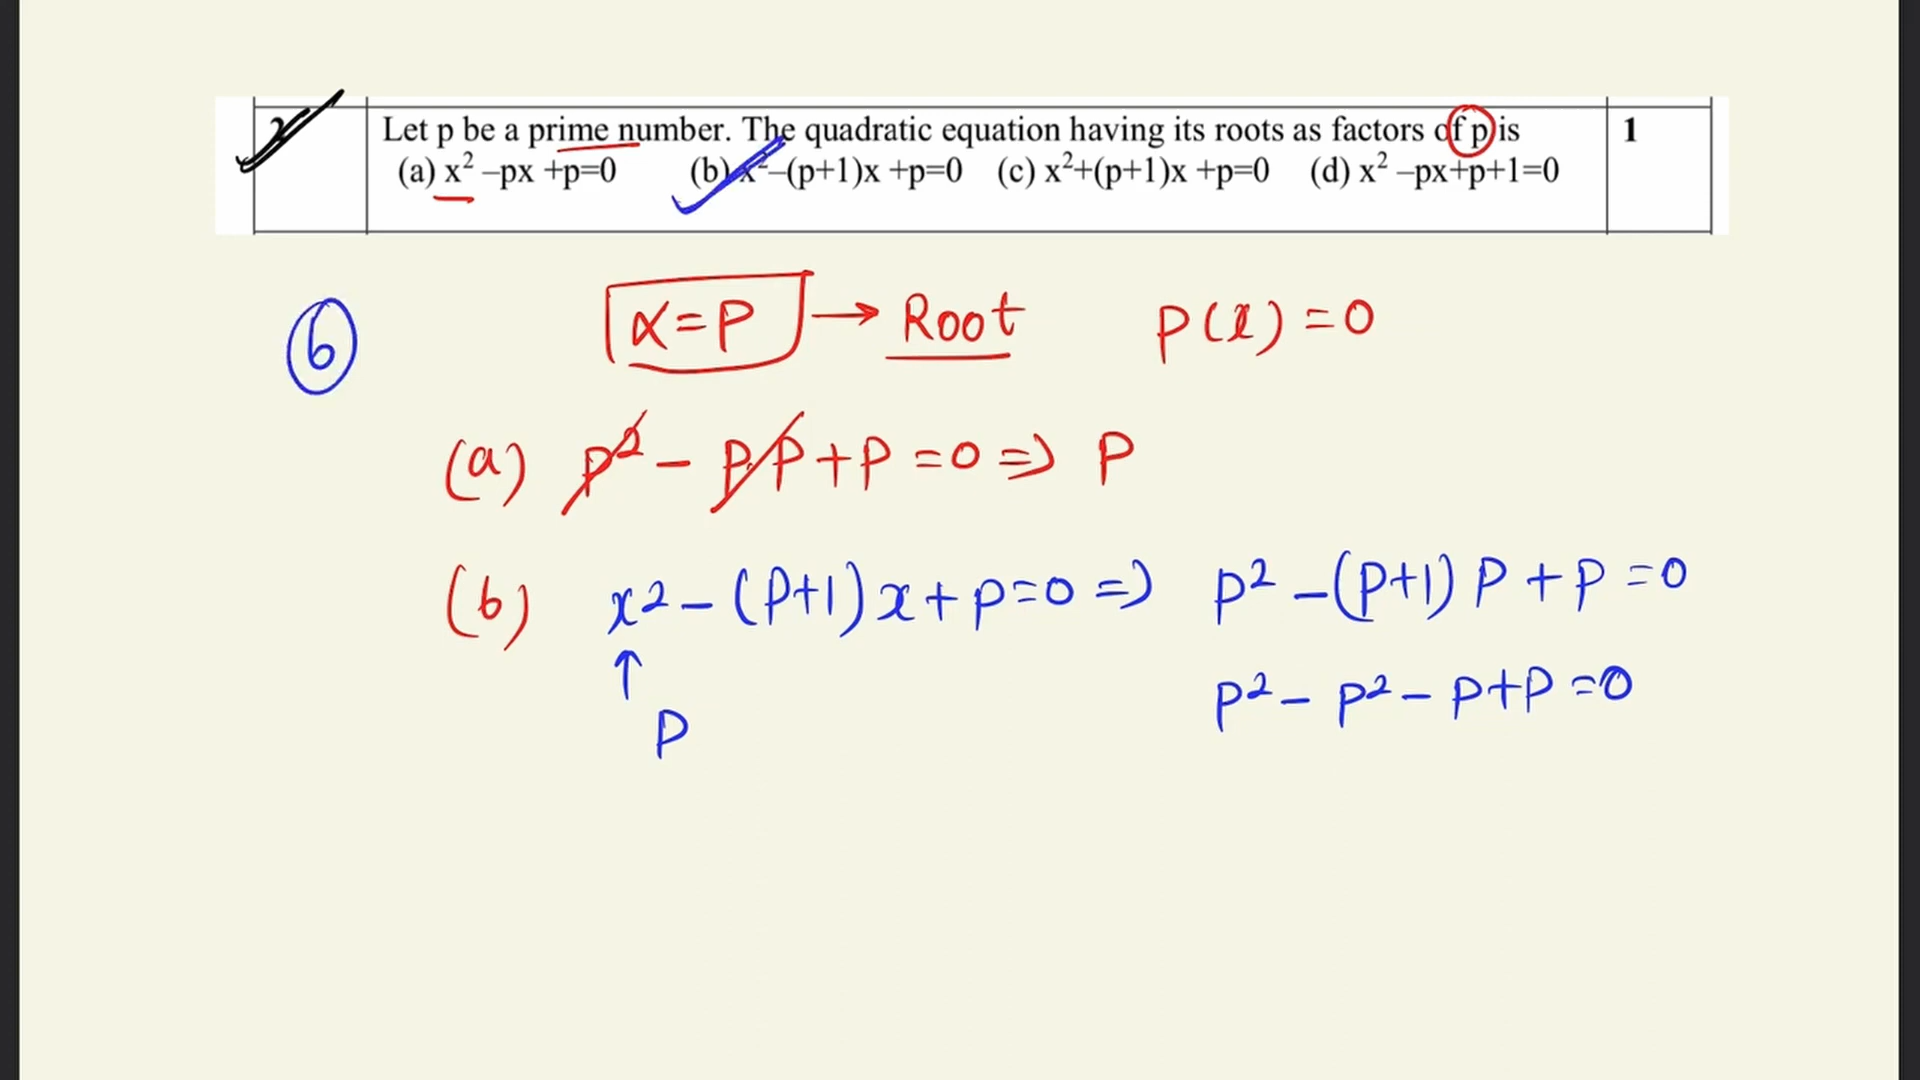 2 Let p be a prime number. The quadratic equation having its roots as factors of p is 1
(a) x² –px +p=0 (b) x²–(p+1)x +p=0 (c) x²+(p+1)x +p=0 (d) x² –px+p+1=0
6 x=P → Root P(x)=0
(a) p² - p.p + p = 0 => P
(b) x² - (p+1)x + p = 0 => p² - (p+1) p + p = 0
↑ p² - p² - p + p = 0
P